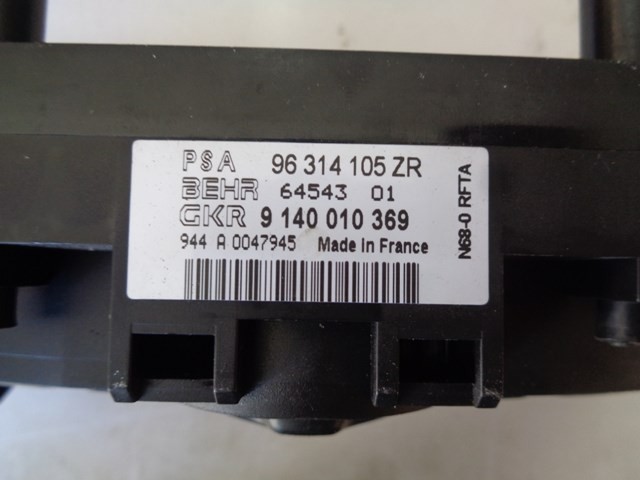 PSA 96 314 105 ZR
BEHR 64543 01
GKR 9 140 010 369
944 A 0047945 Made in France
N68-0 RFTA